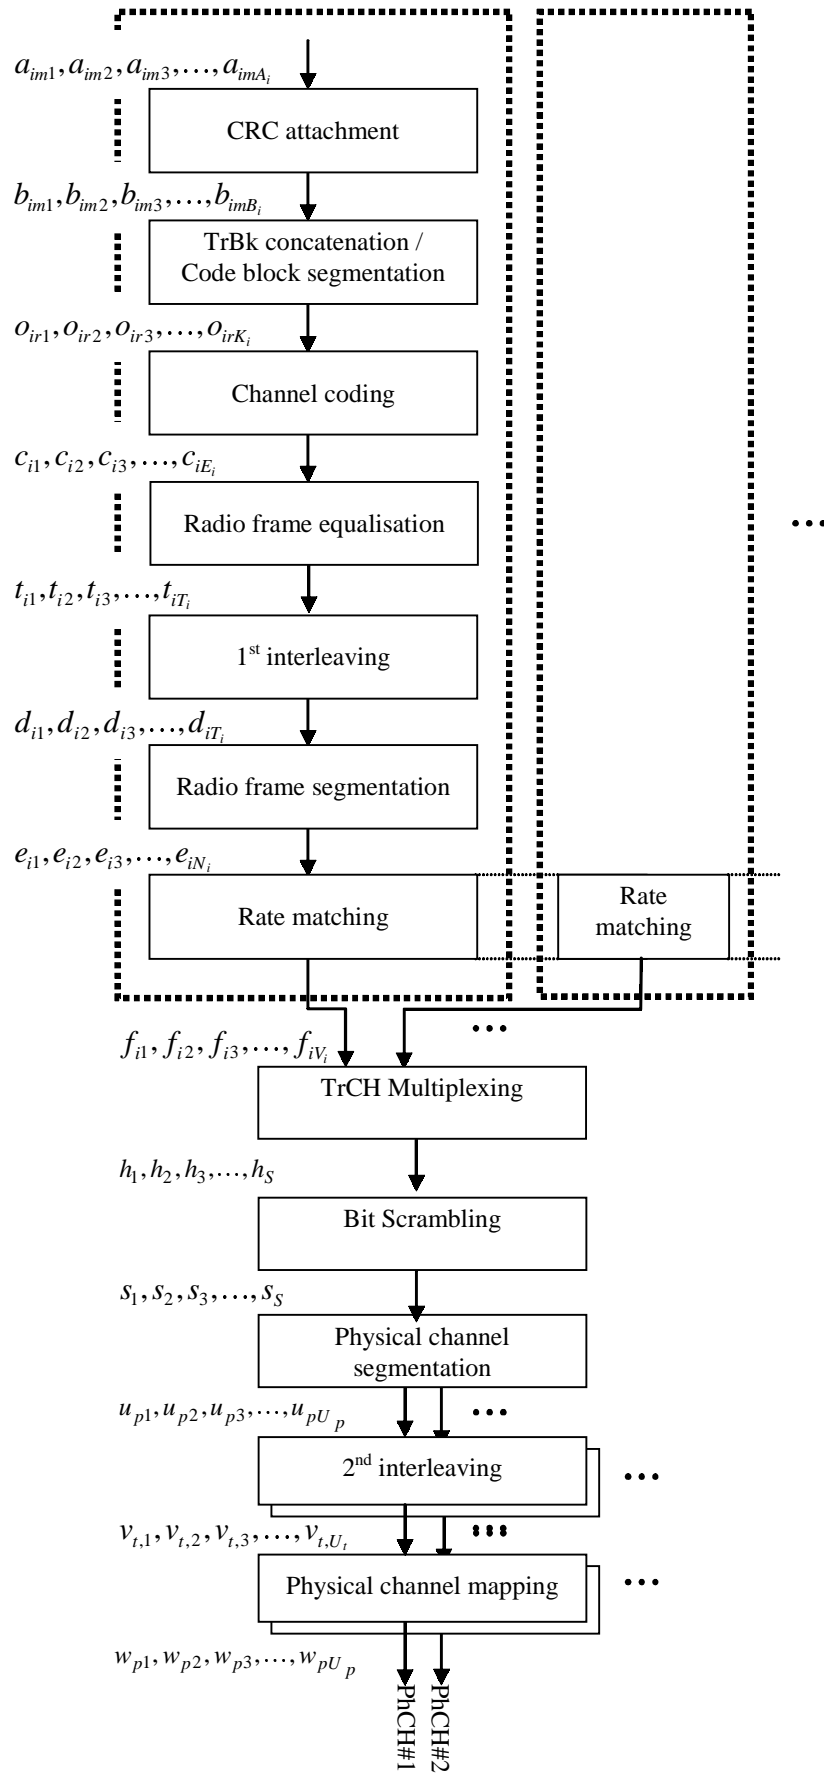 a_{im1}, a_{im2}, a_{im3}, …, a_{imA_i}
CRC attachment
b_{im1}, b_{im2}, b_{im3}, …, b_{imB_i}
TrBk concatenation /
Code block segmentation
o_{ir1}, o_{ir2}, o_{ir3}, …, o_{irK_i}
Channel coding
c_{i1}, c_{i2}, c_{i3}, …, c_{iE_i}
Radio frame equalisation
…
t_{i1}, t_{i2}, t_{i3}, …, t_{iT_i}
1^{st} interleaving
d_{i1}, d_{i2}, d_{i3}, …, d_{iT_i}
Radio frame segmentation
e_{i1}, e_{i2}, e_{i3}, …, e_{iN_i}
Rate matching
Rate
matching
…
f_{i1}, f_{i2}, f_{i3}, …, f_{iV_i}
TrCH Multiplexing
h_1, h_2, h_3, …, h_S
Bit Scrambling
s_1, s_2, s_3, …, s_S
Physical channel
segmentation
u_{p1}, u_{p2}, u_{p3}, …, u_{pU_p}
…
2^{nd} interleaving
…
v_{t,1}, v_{t,2}, v_{t,3}, …, v_{t,U_t}
…
Physical channel mapping
…
w_{p1}, w_{p2}, w_{p3}, …, w_{pU_p}
PhCH#1
PhCH#2